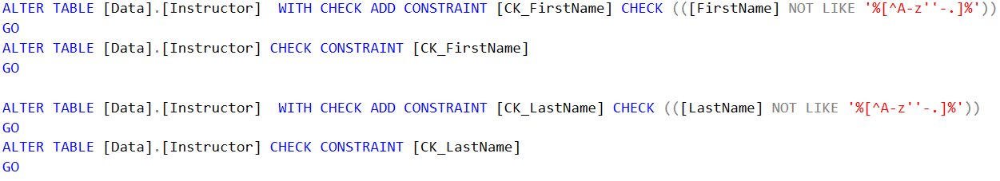 ALTER TABLE [Data].[Instructor]  WITH CHECK ADD CONSTRAINT [CK_FirstName] CHECK (([FirstName] NOT LIKE '%[^A-z''-.]%'))
GO
ALTER TABLE [Data].[Instructor] CHECK CONSTRAINT [CK_FirstName]
GO
ALTER TABLE [Data].[Instructor]  WITH CHECK ADD CONSTRAINT [CK_LastName] CHECK (([LastName] NOT LIKE '%[^A-z''-.]%'))
GO
ALTER TABLE [Data].[Instructor] CHECK CONSTRAINT [CK_LastName]
GO